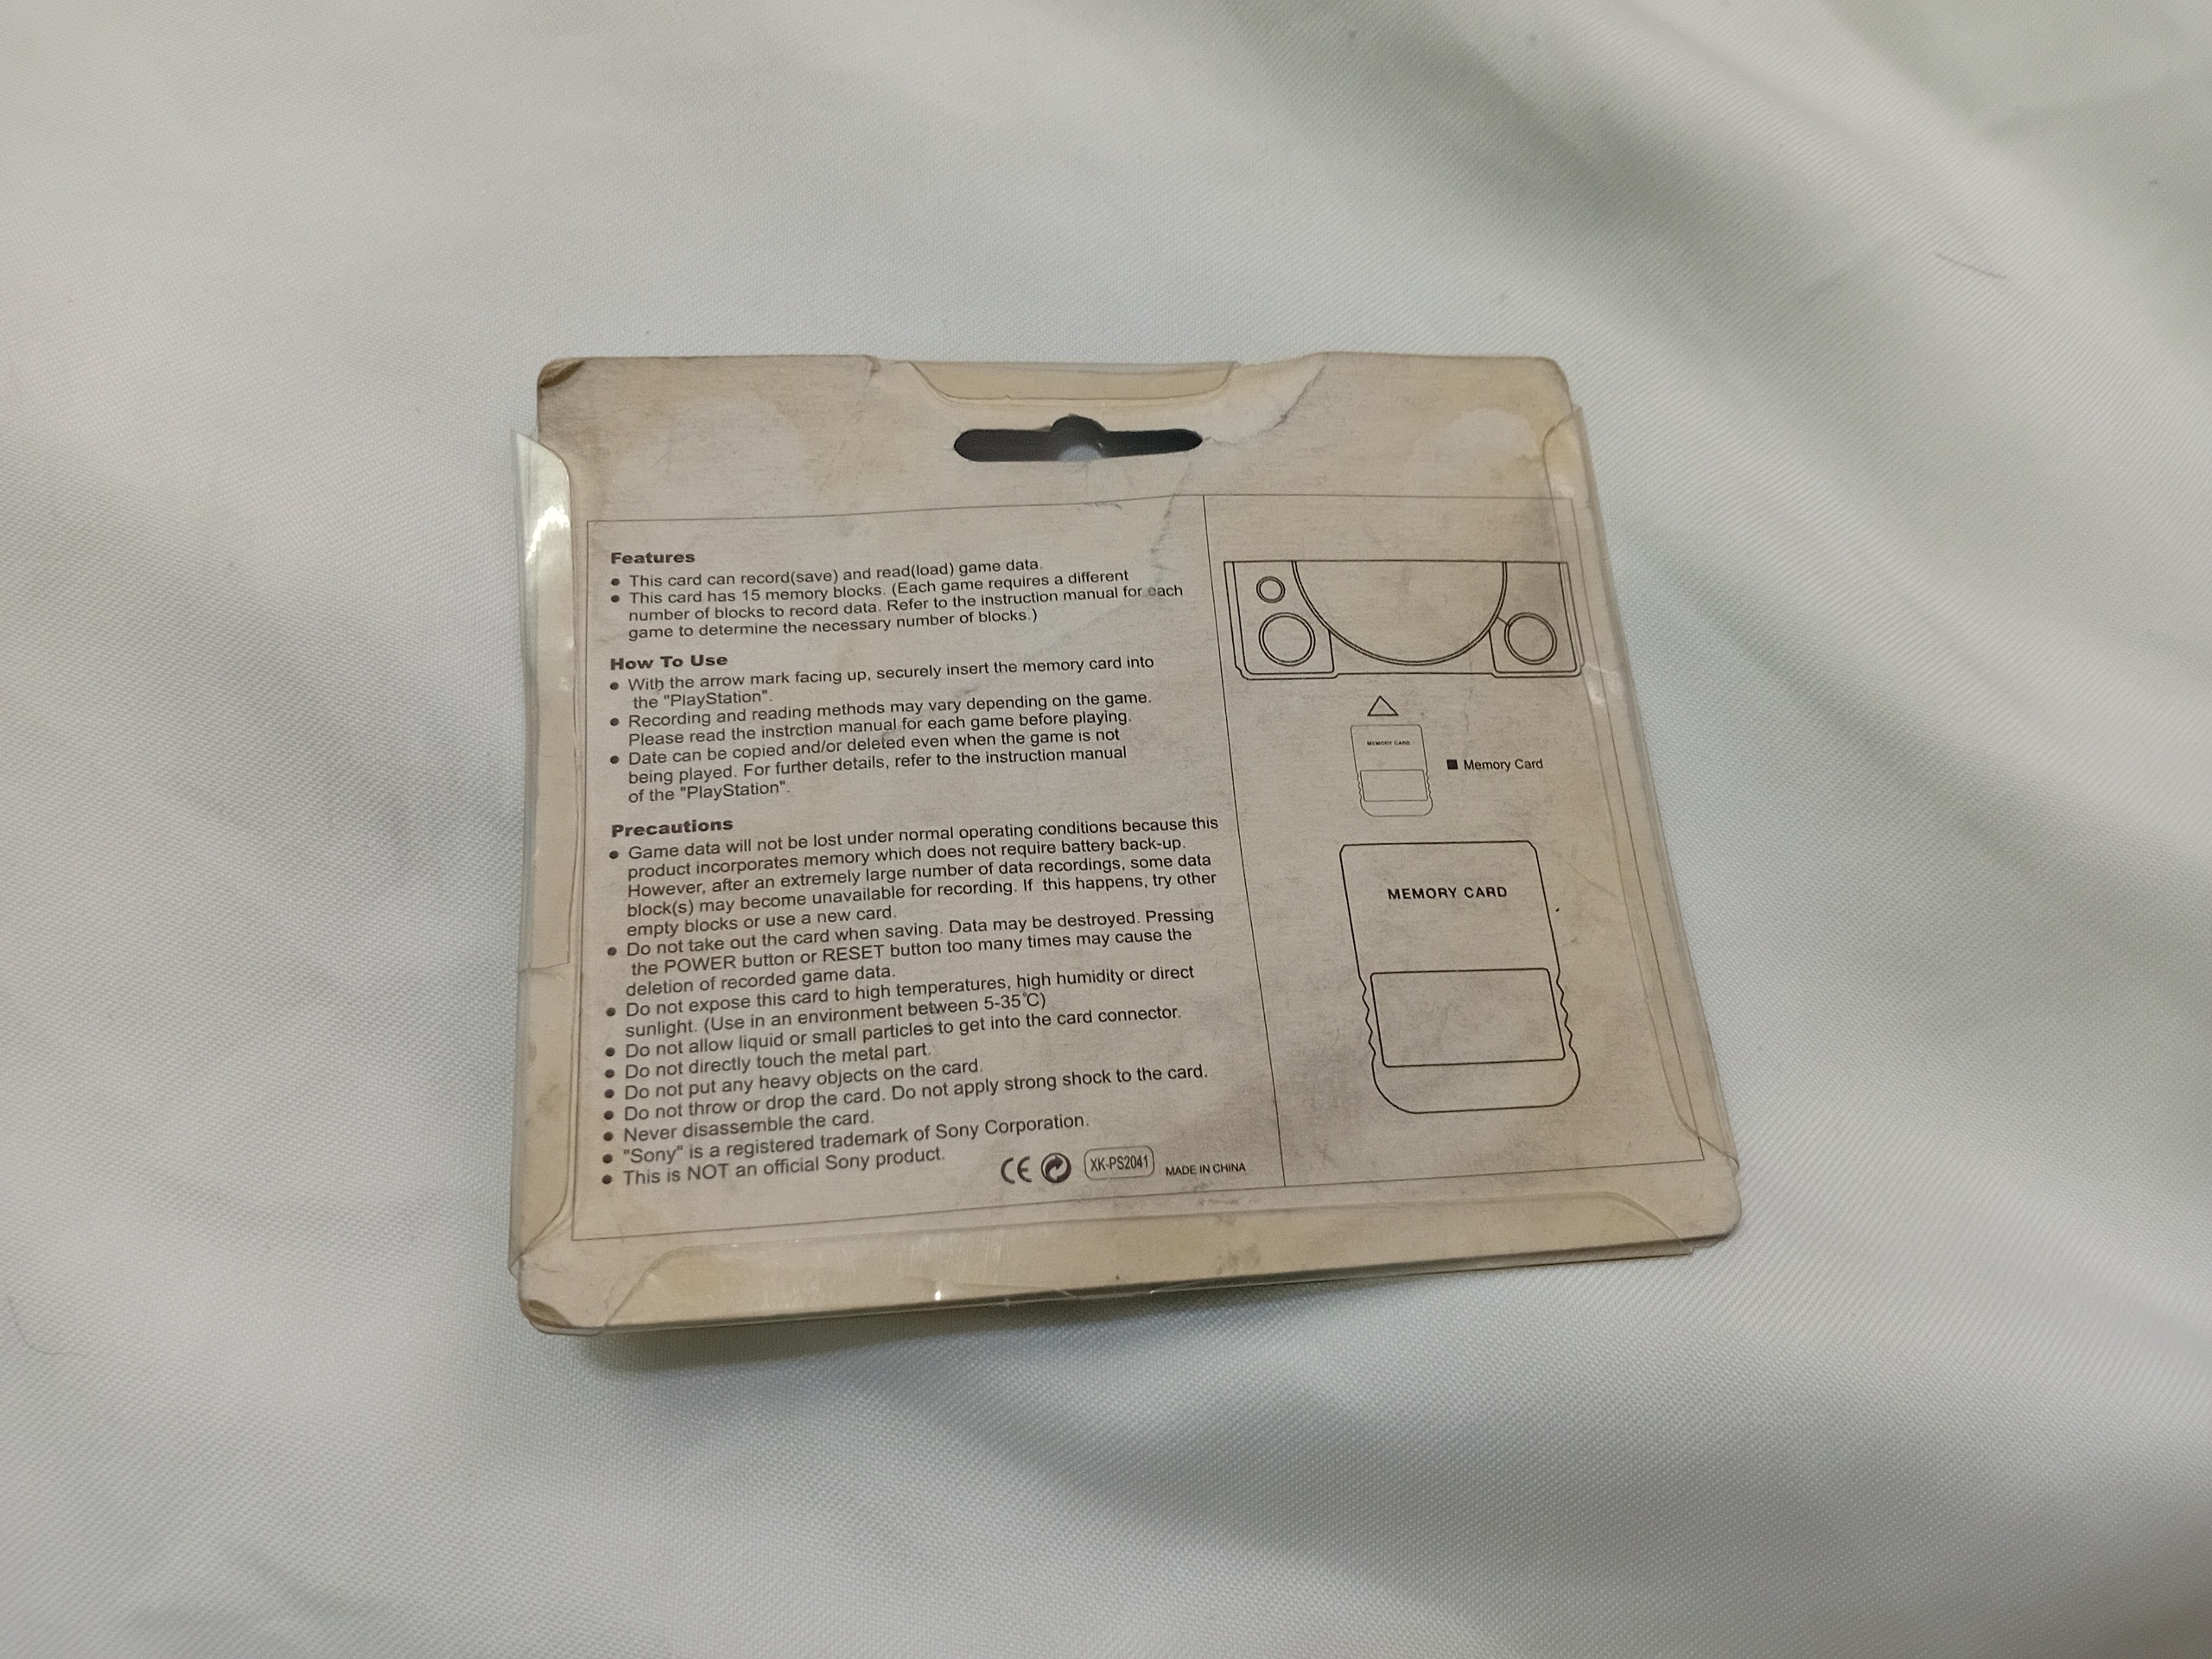 Features
● This card can record(save) and read(load) game data.
● This card has 15 memory blocks. (Each game requires a different
number of blocks to record data. Refer to the instruction manual for each
game to determine the necessary number of blocks.)
How To Use
● With the arrow mark facing up, securely insert the memory card into
the "PlayStation".
● Recording and reading methods may vary depending on the game.
Please read the instrction manual for each game before playing.
● Date can be copied and/or deleted even when the game is not
being played. For further details, refer to the instruction manual
of the "PlayStation".
Precautions
● Game data will not be lost under normal operating conditions because this
product incorporates memory which does not require battery back-up.
However, after an extremely large number of data recordings, some data
block(s) may become unavailable for recording. If this happens, try other
empty blocks or use a new card.
● Do not take out the card when saving. Data may be destroyed. Pressing
the POWER button or RESET button too many times may cause the
deletion of recorded game data.
● Do not expose this card to high temperatures, high humidity or direct
sunlight. (Use in an environment between 5-35℃)
● Do not allow liquid or small particles to get into the card connector.
● Do not directly touch the metal part.
● Do not put any heavy objects on the card.
● Do not throw or drop the card. Do not apply strong shock to the card.
● Never disassemble the card.
● "Sony" is a registered trademark of Sony Corporation.
● This is NOT an official Sony product.
CE XK-PS2041 MADE IN CHINA
MEMORY CARD
■ Memory Card
MEMORY CARD